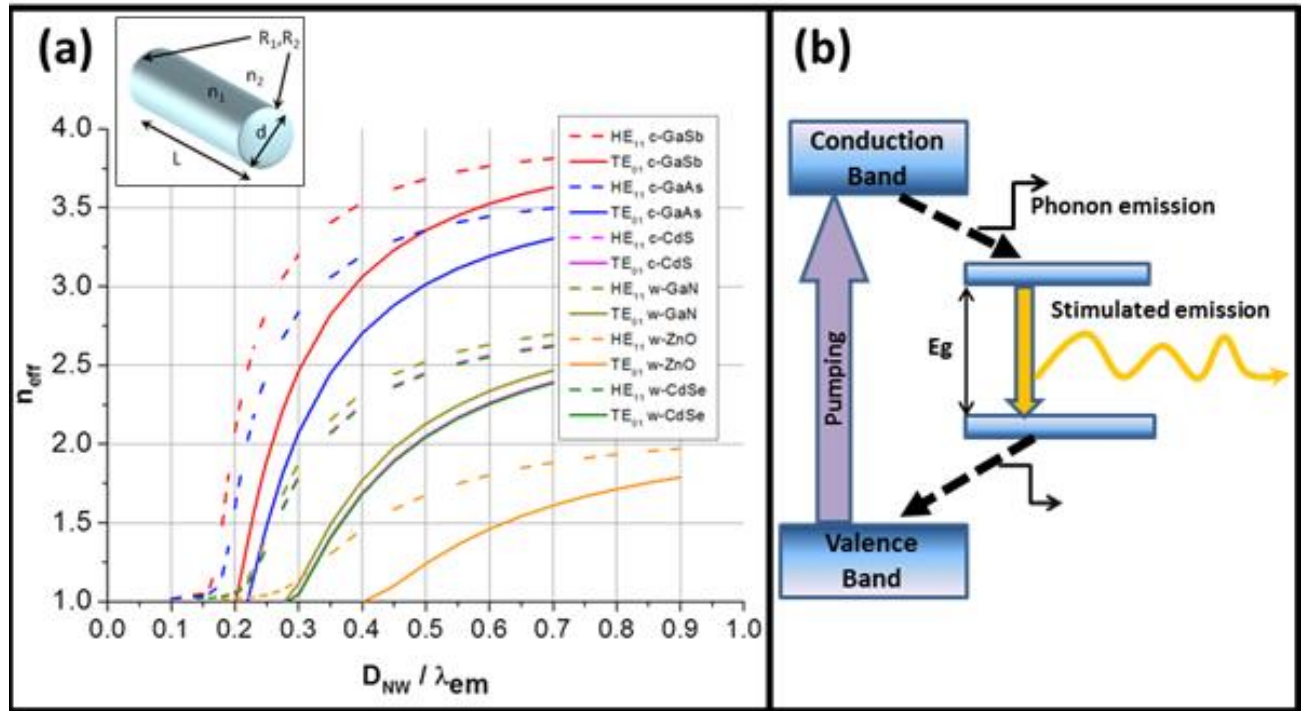 (a)
R₁,R₂
n₂
n₁
d
L
4.0
3.5
3.0
2.5
2.0
1.5
1.0
n_eff
0.0 0.1 0.2 0.3 0.4 0.5 0.6 0.7 0.8 0.9 1.0
D_NW / λ_em
HE₁₁ c-GaSb
TE₀₁ c-GaSb
HE₁₁ c-GaAs
TE₀₁ c-GaAs
HE₁₁ c-CdS
TE₀₁ c-CdS
HE₁₁ w-GaN
TE₀₁ w-GaN
HE₁₁ w-ZnO
TE₀₁ w-ZnO
HE₁₁ w-CdSe
TE₀₁ w-CdSe
(b)
Conduction
Band
Phonon emission
Stimulated emission
Eg
Pumping
Valence
Band